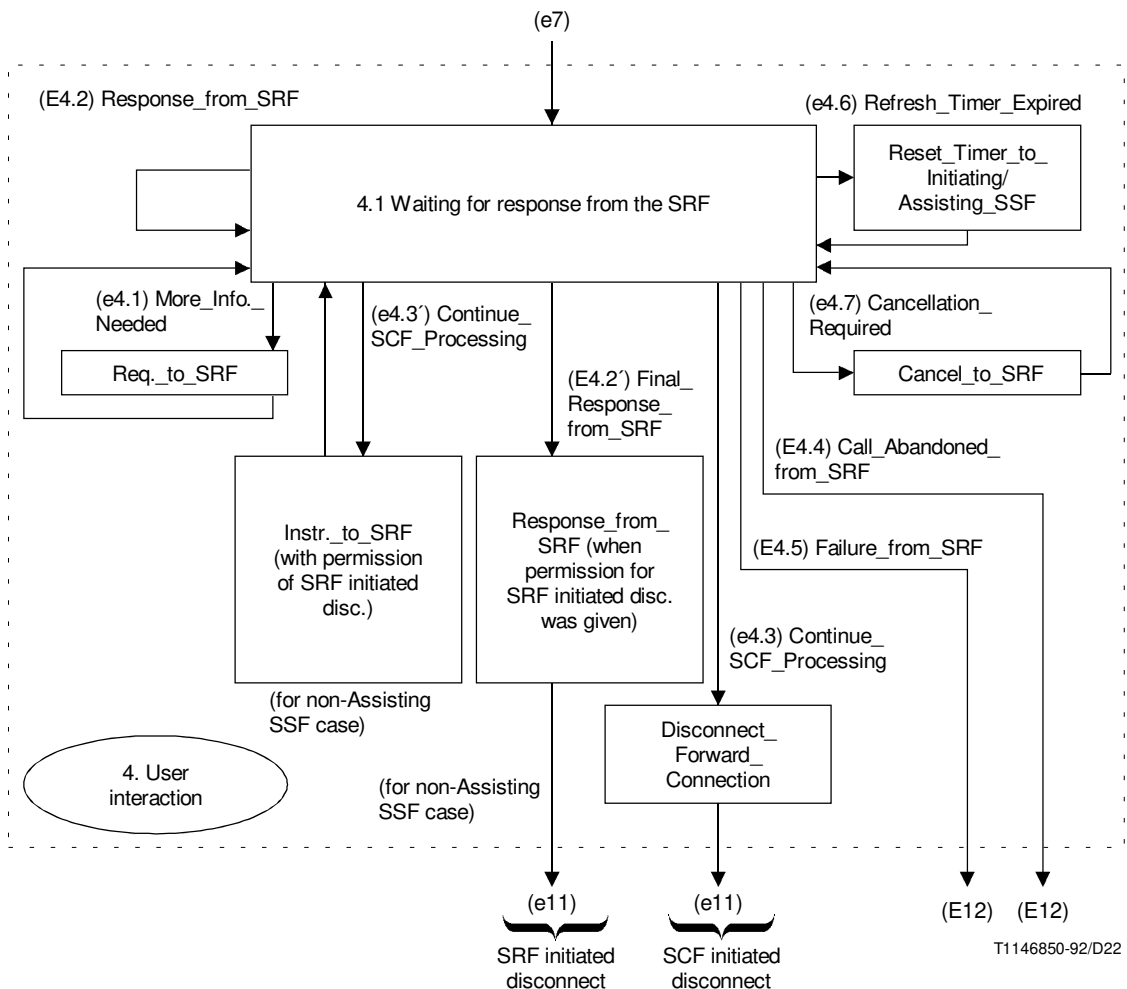 (e7)
(E4.2) Response_from_SRF
(e4.6) Refresh_Timer_Expired
Reset_Timer_to_
Initiating/
Assisting_SSF
4.1 Waiting for response from the SRF
(e4.1) More_Info._
Needed
Req._to_SRF
(e4.3´) Continue_
SCF_Processing
(E4.2´) Final_
Response_
from_SRF
(e4.7) Cancellation_
Required
Cancel_to_SRF
(E4.4) Call_Abandoned_
from_SRF
(E4.5) Failure_from_SRF
Instr._to_SRF
(with permission
of SRF initiated
disc.)
Response_from_
SRF (when
permission for
SRF initiated disc.
was given)
(e4.3) Continue_
SCF_Processing
(for non-Assisting
SSF case)
Disconnect_
Forward_
Connection
4. User
interaction
(for non-Assisting
SSF case)
(e11)
(e11)
(E12)
(E12)
SRF initiated
disconnect
SCF initiated
disconnect
T1146850-92/D22